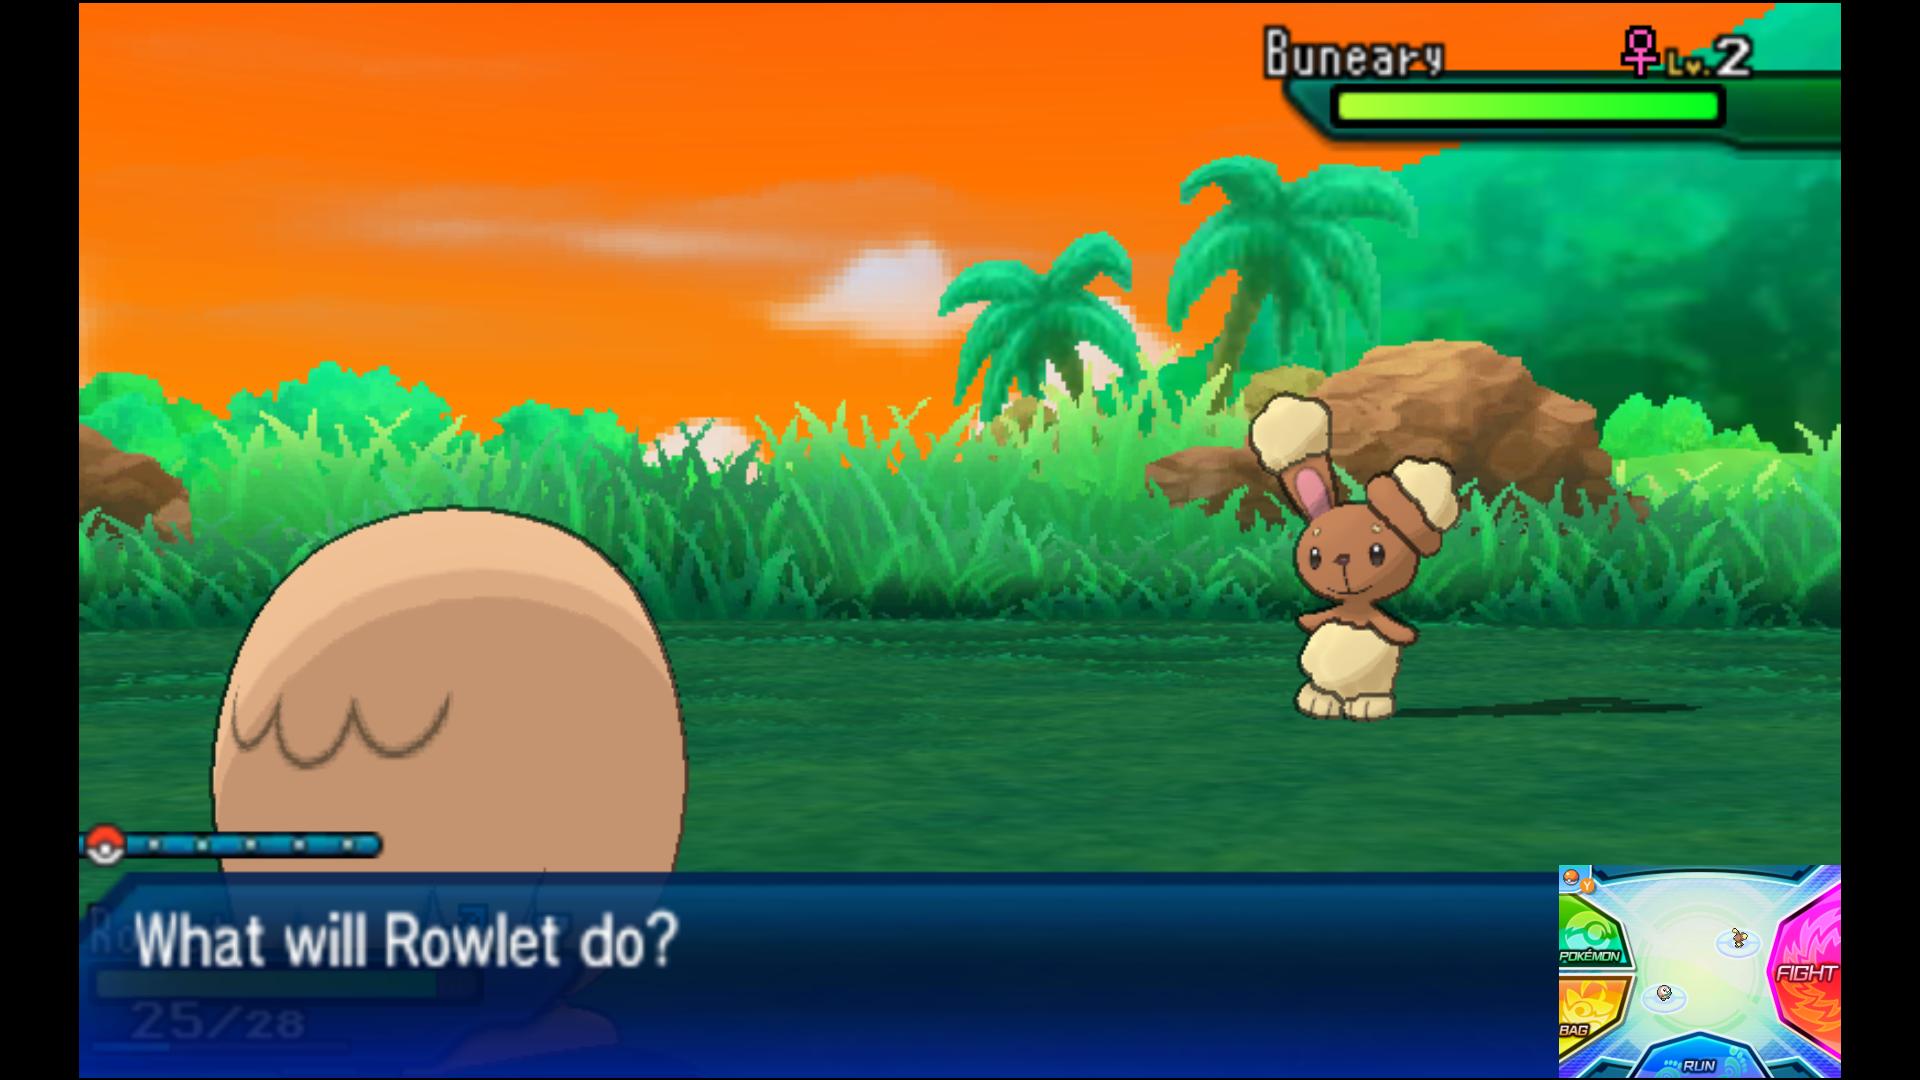 Buneary ♀ Lv.2
What will Rowlet do?
25/28
Y
POKÉMON
FIGHT
BAG
RUN